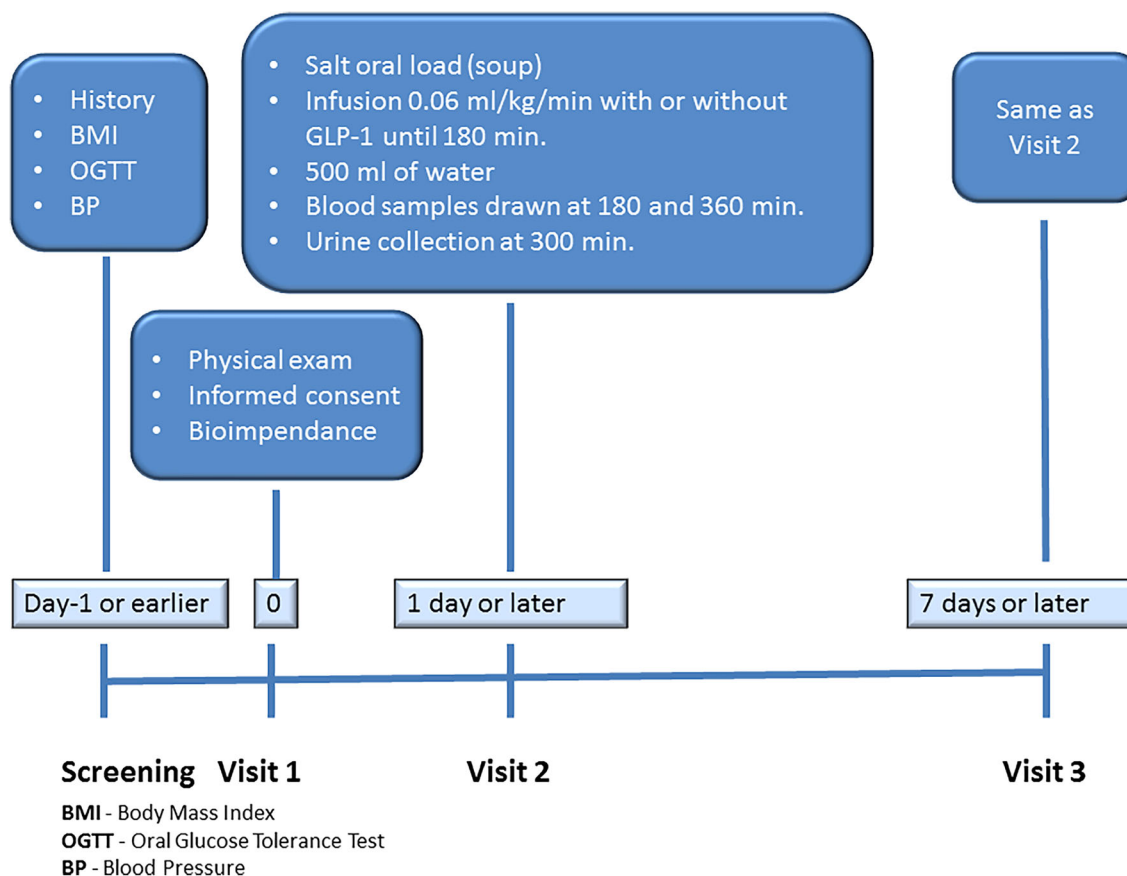 • History
• BMI
• OGTT
• BP
• Salt oral load (soup)
• Infusion 0.06 ml/kg/min with or without
GLP-1 until 180 min.
• 500 ml of water
• Blood samples drawn at 180 and 360 min.
• Urine collection at 300 min.
Same as
Visit 2
• Physical exam
• Informed consent
• Bioimpendance
Day-1 or earlier
0
1 day or later
7 days or later
Screening
Visit 1
Visit 2
Visit 3
BMI - Body Mass Index
OGTT - Oral Glucose Tolerance Test
BP - Blood Pressure